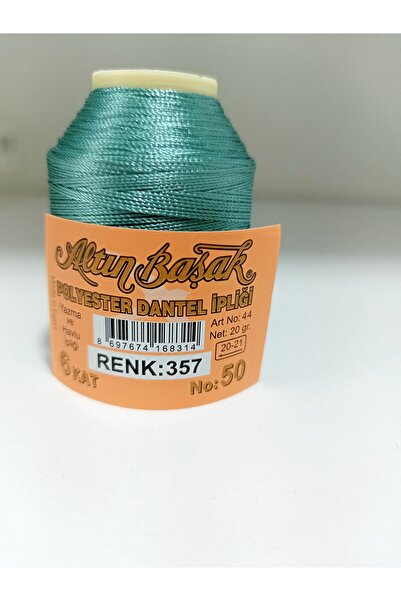 Altın Başak
POLYESTER DANTEL İPLİĞİ
Yazma
ve
Havlu
ipliği
Art No: 44
Net: 20 gr.
20-21
8 697674 168314
RENK:357
6 KAT
No: 50